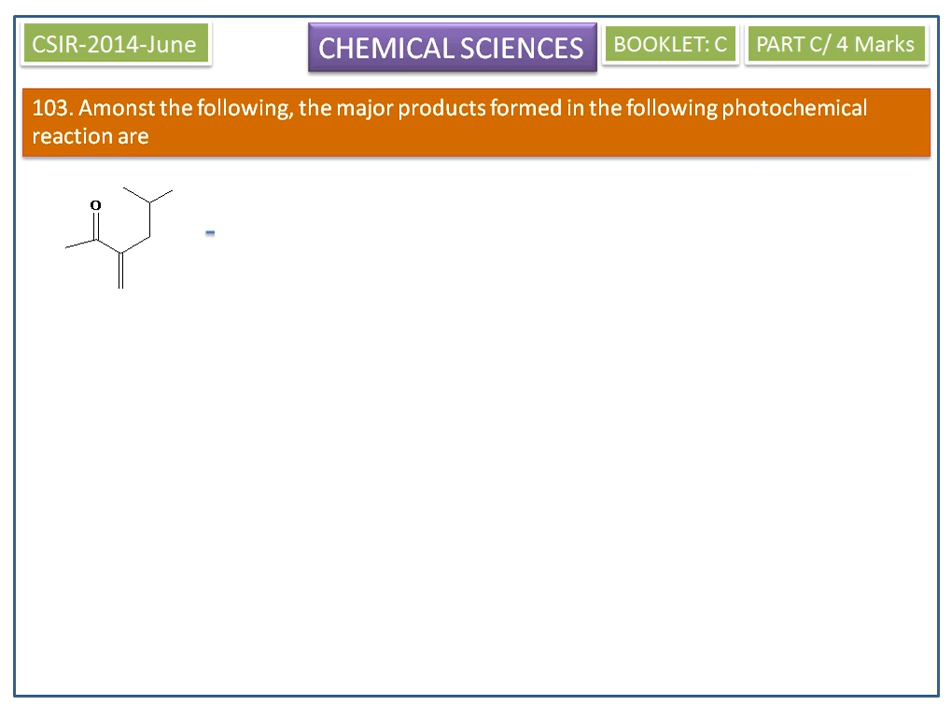 CSIR-2014-June
CHEMICAL SCIENCES
BOOKLET: C
PART C/ 4 Marks
103. Amonst the following, the major products formed in the following photochemical
reaction are
O